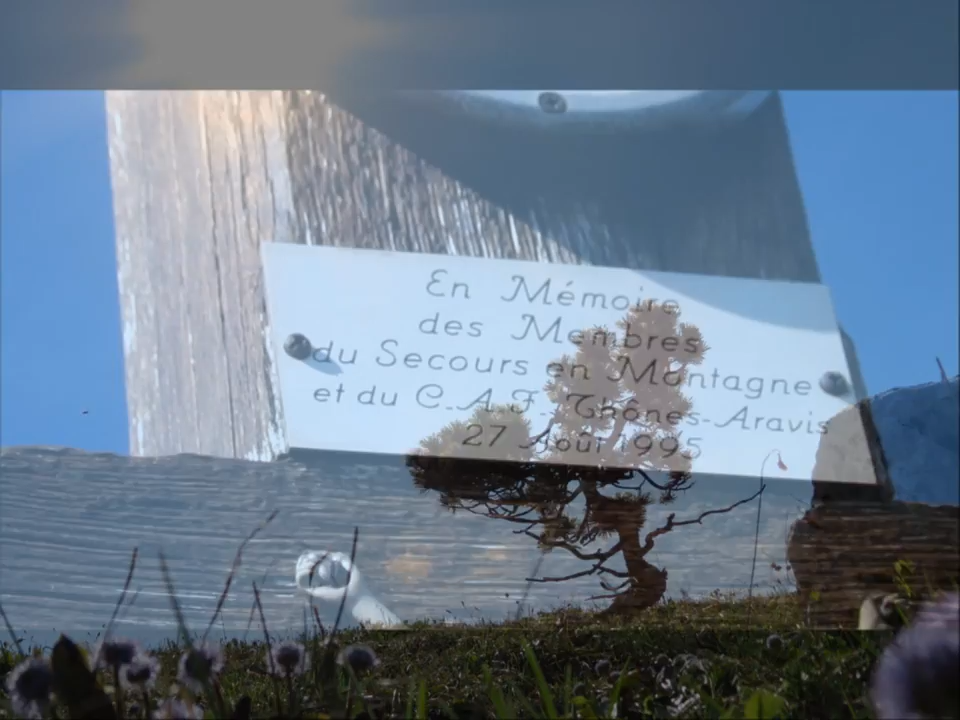 En Mémoire
des Membres
du Secours en Montagne
et du C.A.F. Thônes-Aravis
27 Août 1995